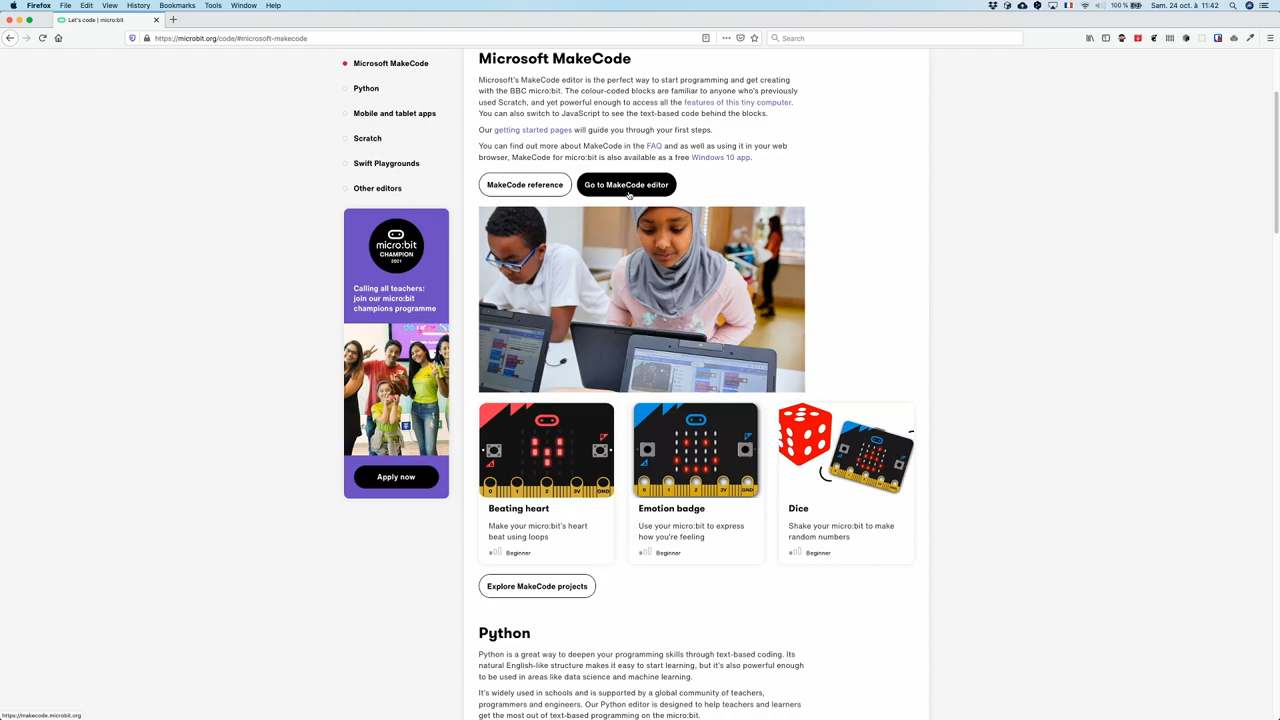 Firefox File Edit View History Bookmarks Tools Window Help
100 % Sam. 24 oct. à 11:42
Let's code | micro:bit
https://microbit.org/code/#microsoft-makecode
Search
Microsoft MakeCode
Python
Mobile and tablet apps
Scratch
Swift Playgrounds
Other editors
micro:bit
CHAMPION
2021
Calling all teachers:
join our micro:bit
champions programme
Apply now
Microsoft MakeCode
Microsoft's MakeCode editor is the perfect way to start programming and get creating
with the BBC micro:bit. The colour-coded blocks are familiar to anyone who's previously
used Scratch, and yet powerful enough to access all the features of this tiny computer.
You can also switch to JavaScript to see the text-based code behind the blocks.
Our getting started pages will guide you through your first steps.
You can find out more about MakeCode in the FAQ and as well as using it in your web
browser, MakeCode for micro:bit is also available as a free Windows 10 app.
MakeCode reference
Go to MakeCode editor
0 1 2 3V GND
0 1 2 3V GND
Beating heart
Make your micro:bit's heart
beat using loops
Beginner
Emotion badge
Use your micro:bit to express
how you're feeling
Beginner
Dice
Shake your micro:bit to make
random numbers
Beginner
Explore MakeCode projects
Python
Python is a great way to deepen your programming skills through text-based coding. Its
natural English-like structure makes it easy to start learning, but it's also powerful enough
to be used in areas like data science and machine learning.
It's widely used in schools and is supported by a global community of teachers,
programmers and engineers. Our Python editor is designed to help teachers and learners
get the most out of text-based programming on the micro:bit.
https://makecode.microbit.org